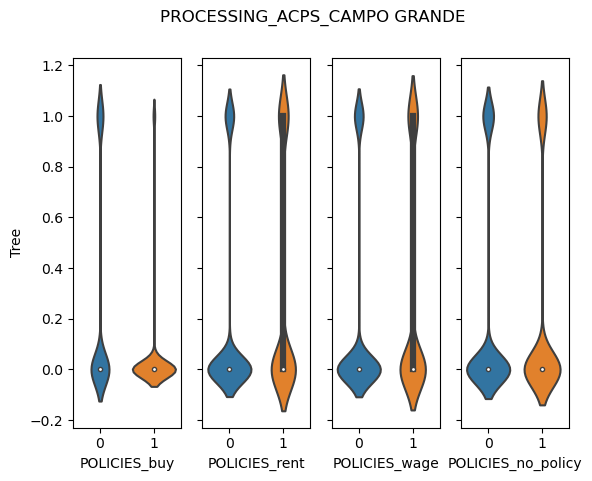 PROCESSING_ACPS_CAMPO GRANDE
Tree
1.2
1.0
0.8
0.6
0.4
0.2
0.0
−0.2
0 1
POLICIES_buy
0 1
POLICIES_rent
0 1
POLICIES_wage
0 1
POLICIES_no_policy